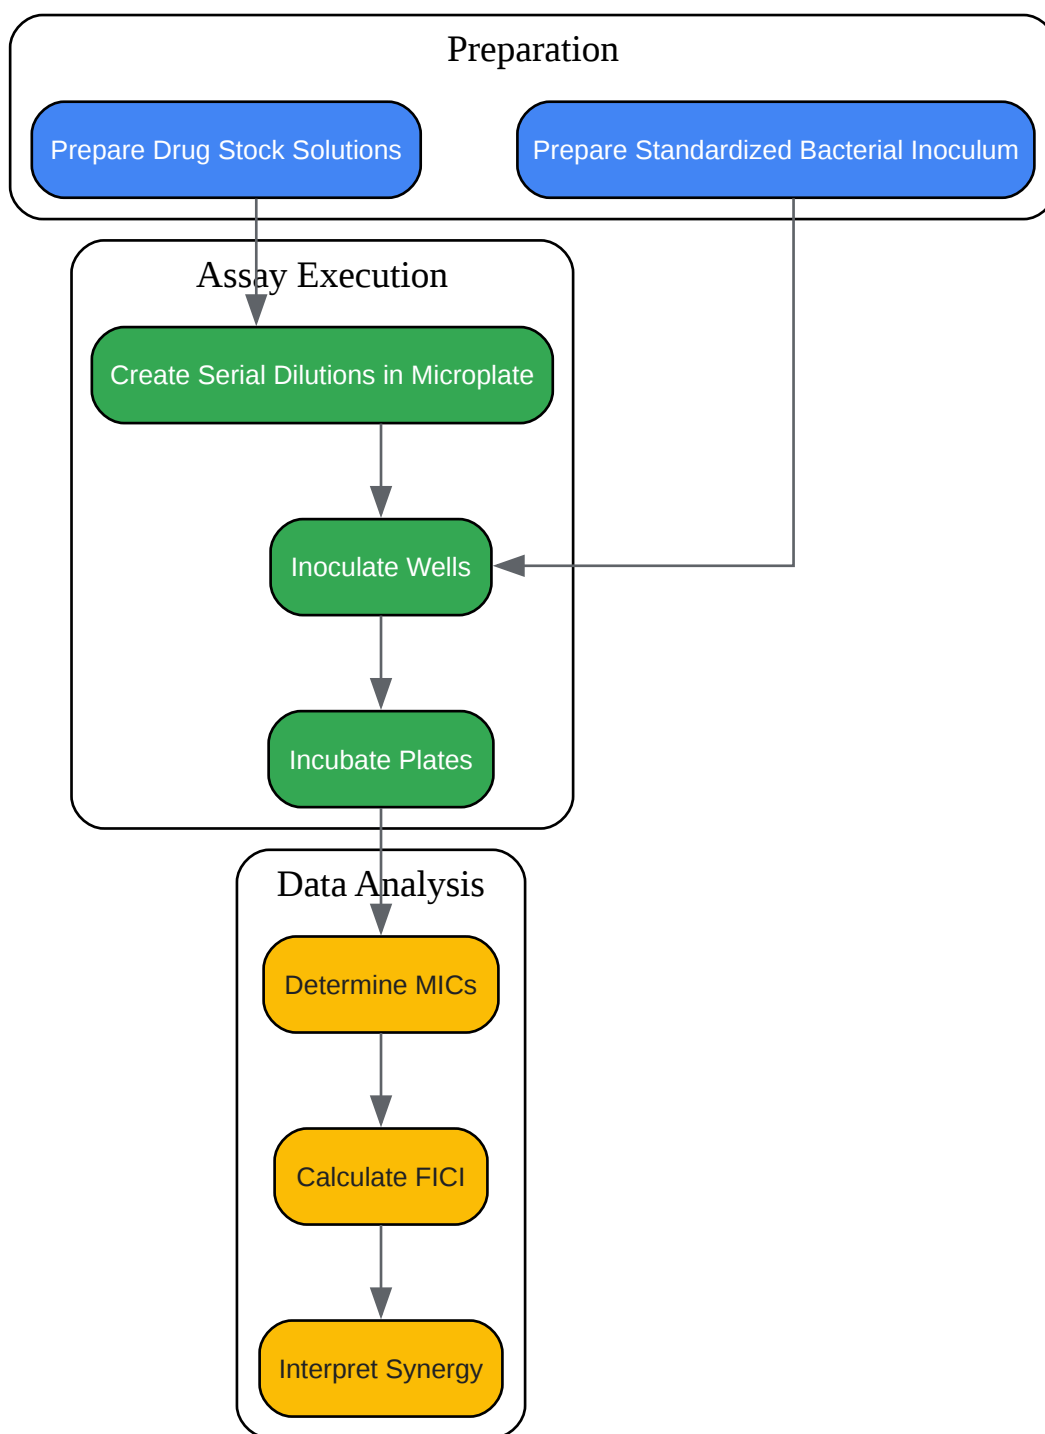 Preparation
Prepare Drug Stock Solutions
Prepare Standardized Bacterial Inoculum
Assay Execution
Create Serial Dilutions in Microplate
Inoculate Wells
Incubate Plates
Data Analysis
Determine MICs
Calculate FICI
Interpret Synergy